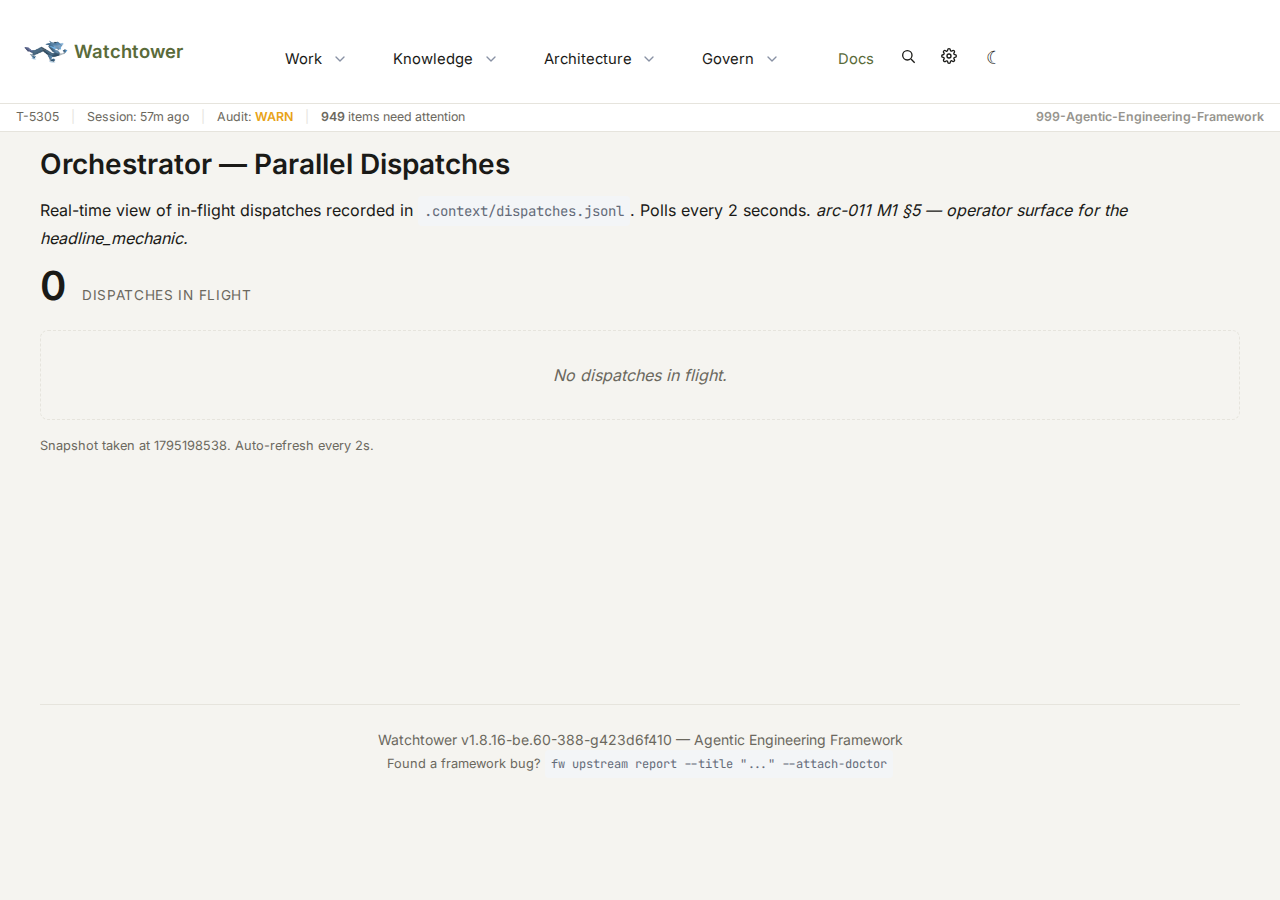 Watchtower
Work Knowledge Architecture Govern Docs
T-5305 Session: 57m ago Audit: WARN 949 items need attention 999-Agentic-Engineering-Framework
Orchestrator — Parallel Dispatches
Real-time view of in-flight dispatches recorded in .context/dispatches.jsonl . Polls every 2 seconds. arc-011 M1 §5 — operator surface for the
headline_mechanic.
0 DISPATCHES IN FLIGHT
No dispatches in flight.
Snapshot taken at 1795198538. Auto-refresh every 2s.
Watchtower v1.8.16-be.60-388-g423d6f410 — Agentic Engineering Framework
Found a framework bug? fw upstream report --title "..." --attach-doctor